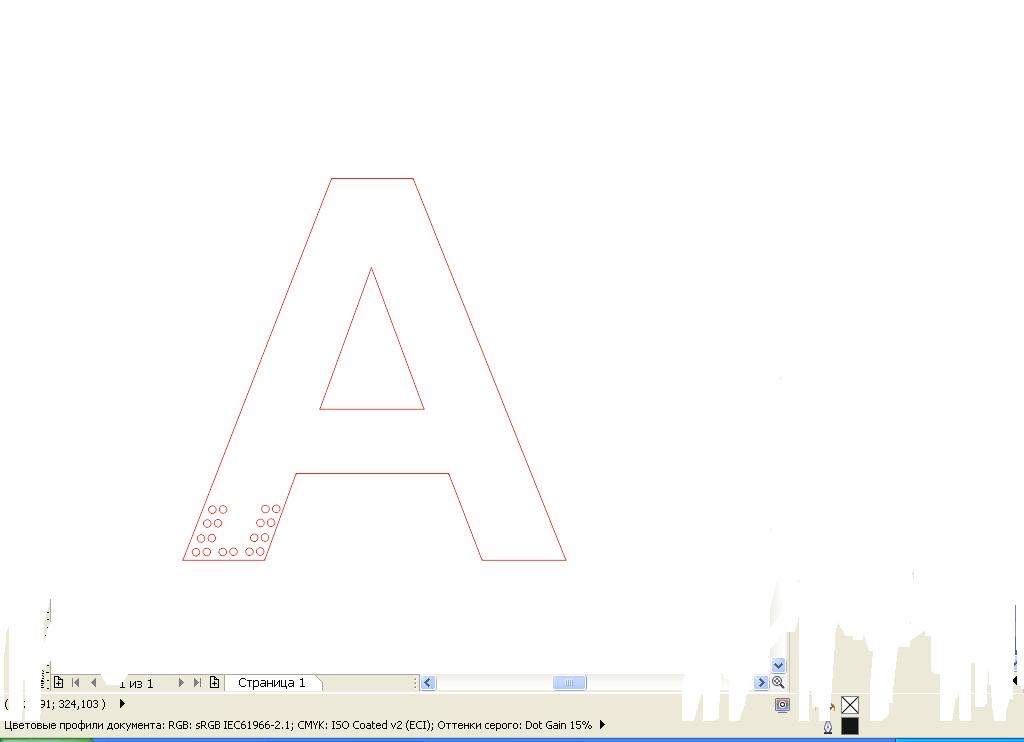 A
1 из 1
Страница 1
91; 324,103 )
Цветовые профили документа: RGB: sRGB IEC61966-2.1; CMYK: ISO Coated v2 (ECI); Оттенки серого: Dot Gain 15%